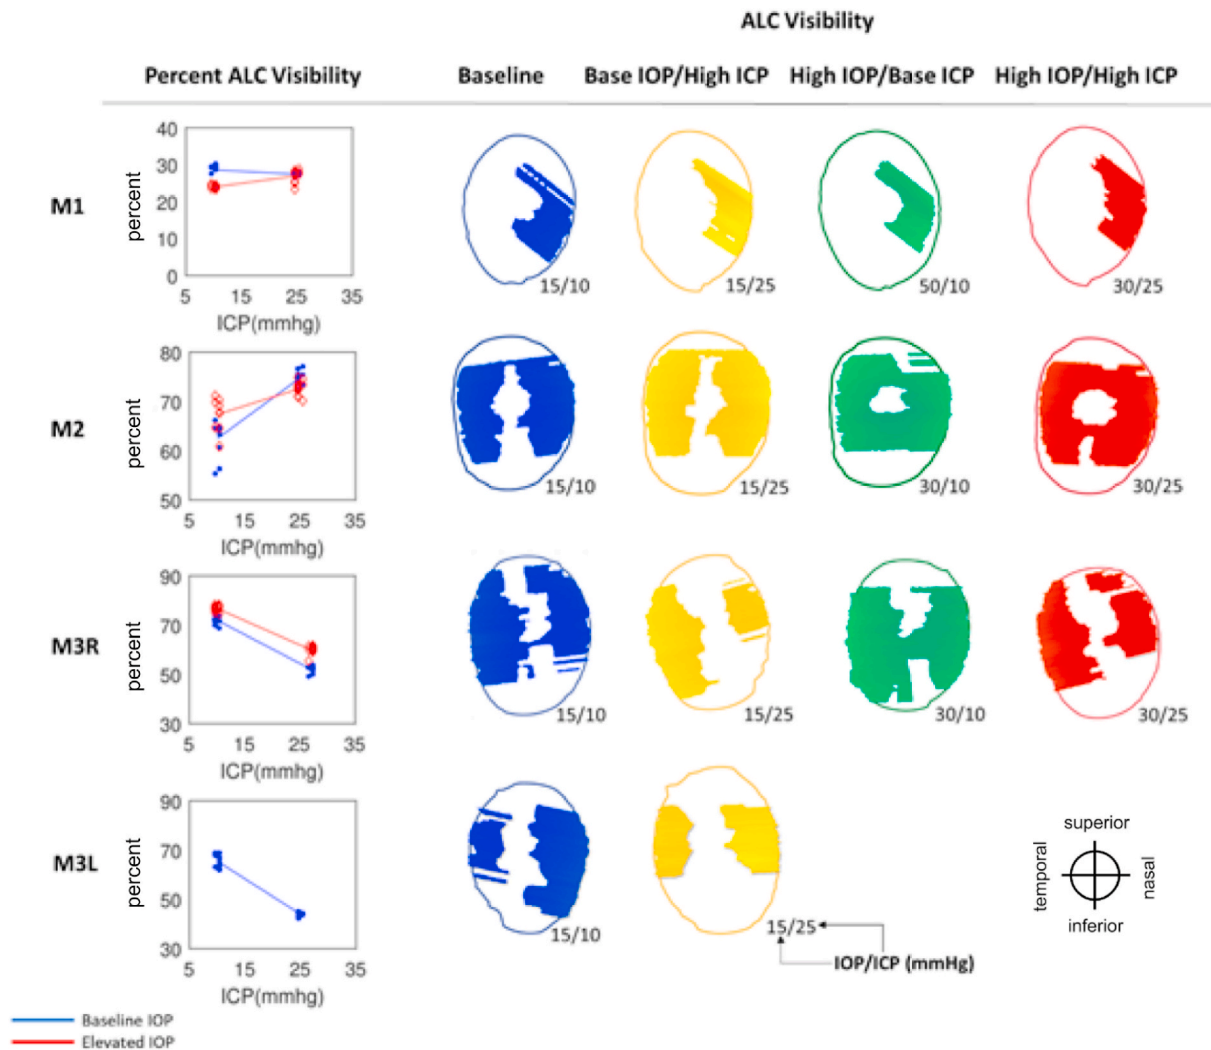 ALC Visibility
Percent ALC Visibility Baseline Base IOP/High ICP High IOP/Base ICP High IOP/High ICP
M1
percent
40
30
20
10
0
5 15 25 35
ICP(mmhg)
15/10 15/25 50/10 30/25
M2
percent
80
70
60
50
5 15 25 35
ICP(mmhg)
15/10 15/25 30/10 30/25
M3R
percent
90
70
50
30
5 15 25 35
ICP(mmhg)
15/10 15/25 30/10 30/25
M3L
percent
90
70
50
30
5 15 25 35
ICP(mmhg)
15/10 15/25
IOP/ICP (mmHg)
superior
temporal
nasal
inferior
Baseline IOP
Elevated IOP